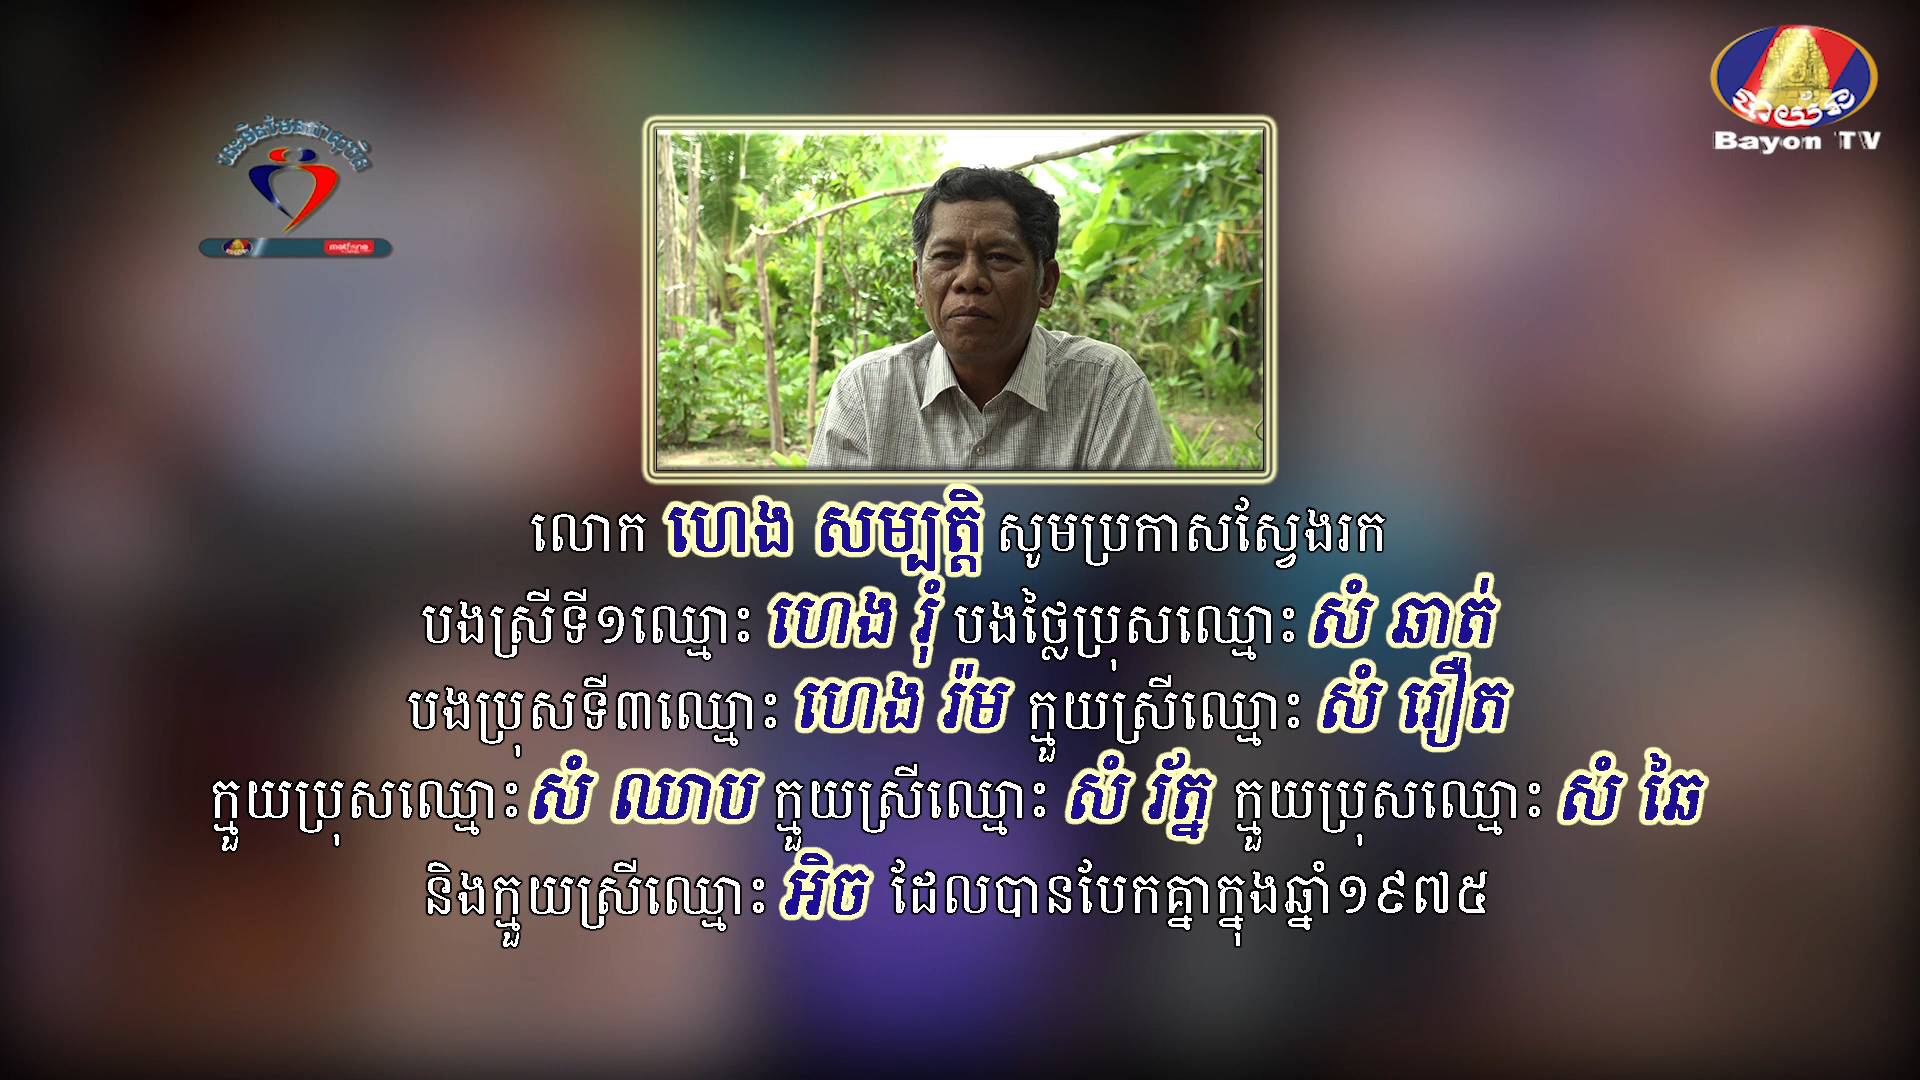 បាយ័ន
Bayon TV
លោក ហេង សម្បត្តិ សូមប្រកាសស្វែងរក
បងស្រីទី១ឈ្មោះ ហេង រុំ បងថ្លៃប្រុសឈ្មោះ សំ ឆាត់
បងប្រុសទី៣ឈ្មោះ ហេង រ៉ម ក្មួយស្រីឈ្មោះ សំ រឿត
ក្មួយប្រុសឈ្មោះ សំ ឈាប ក្មួយស្រីឈ្មោះ សំ រ័ត្ន ក្មួយប្រុសឈ្មោះ សំ ឆៃ
និងក្មួយស្រីឈ្មោះ អិច ដែលបានបែកគ្នាក្នុងឆ្នាំ១៩៧៥